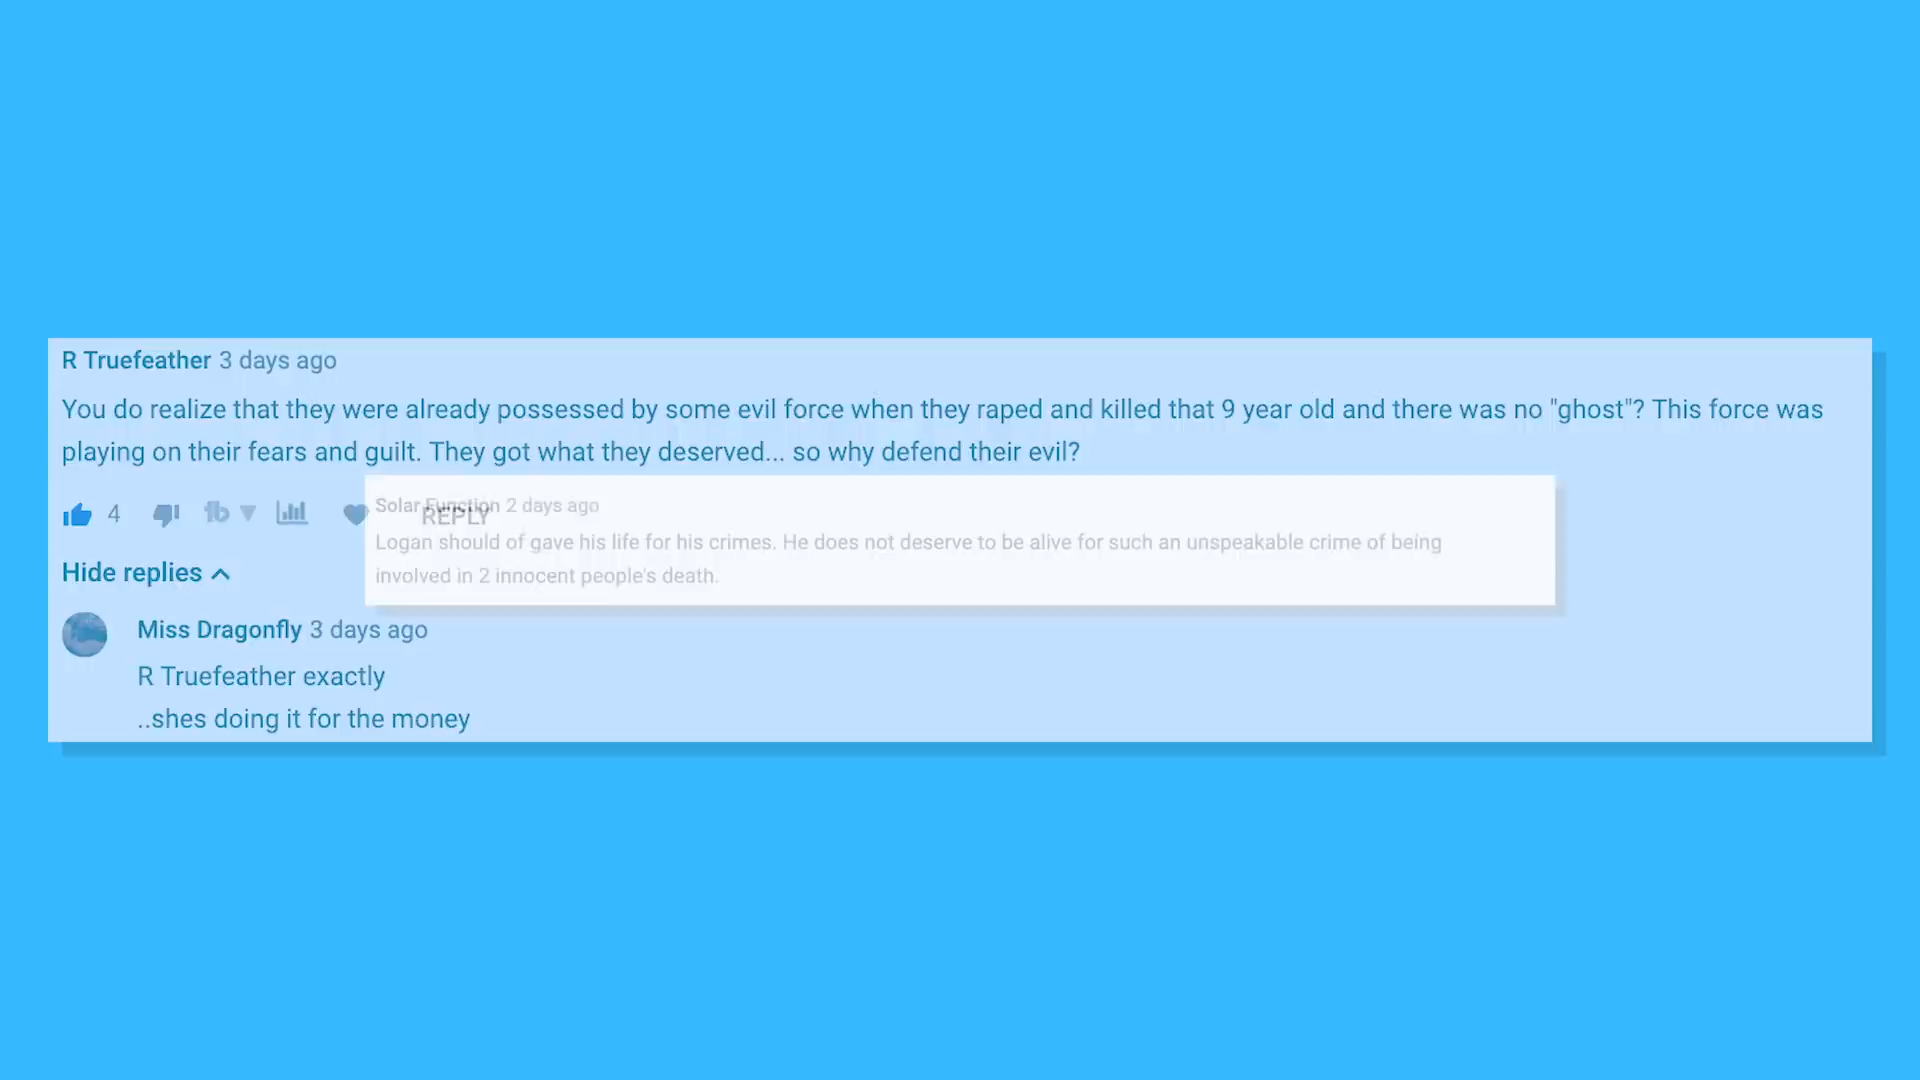 R Truefeather 3 days ago
You do realize that they were already possessed by some evil force when they raped and killed that 9 year old and there was no "ghost"? This force was
playing on their fears and guilt. They got what they deserved... so why defend their evil?
4
REPLY
Solar Function 2 days ago
Logan should of gave his life for his crimes. He does not deserve to be alive for such an unspeakable crime of being
involved in 2 innocent people's death.
Hide replies
Miss Dragonfly 3 days ago
R Truefeather exactly
..shes doing it for the money